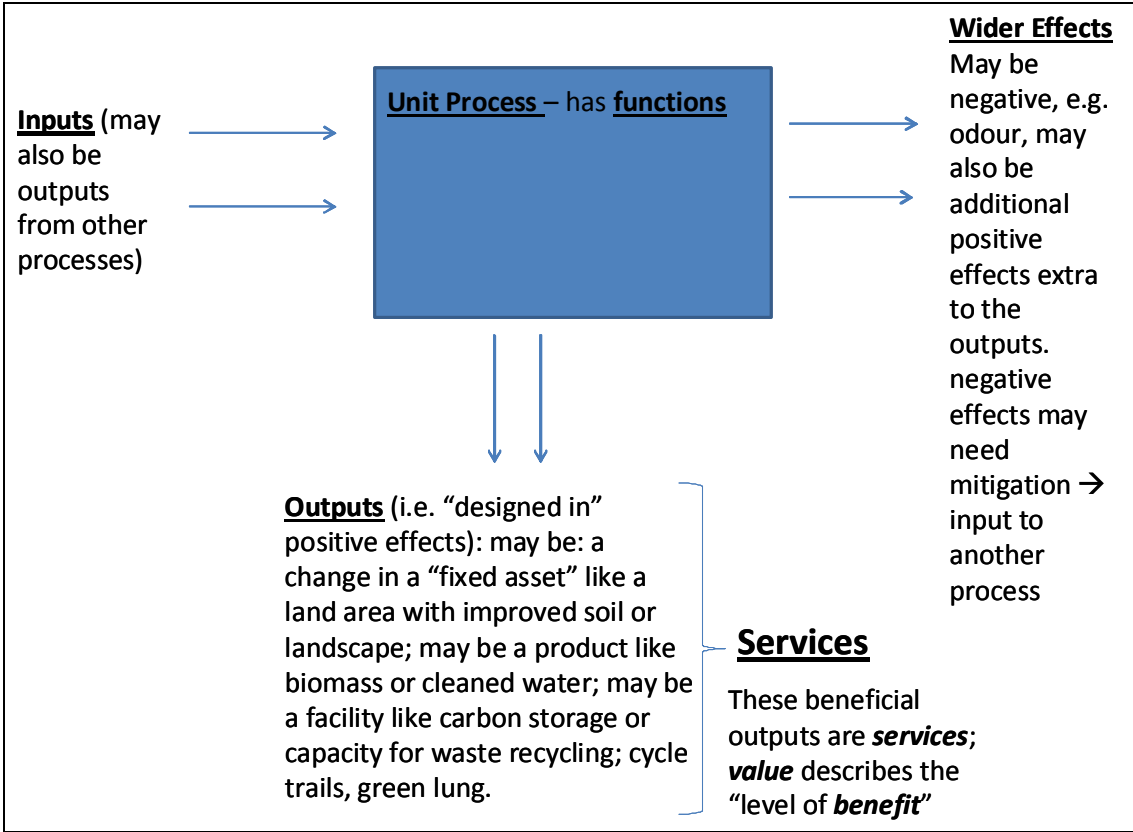 Inputs (may
also be
outputs
from other
processes)
Unit Process – has functions
Wider Effects
May be
negative, e.g.
odour, may
also be
additional
positive
effects extra
to the
outputs.
negative
effects may
need
mitigation →
input to
another
process
Outputs (i.e. “designed in”
positive effects): may be: a
change in a “fixed asset” like a
land area with improved soil or
landscape; may be a product like
biomass or cleaned water; may be
a facility like carbon storage or
capacity for waste recycling; cycle
trails, green lung.
Services
These beneficial
outputs are services;
value describes the
“level of benefit”